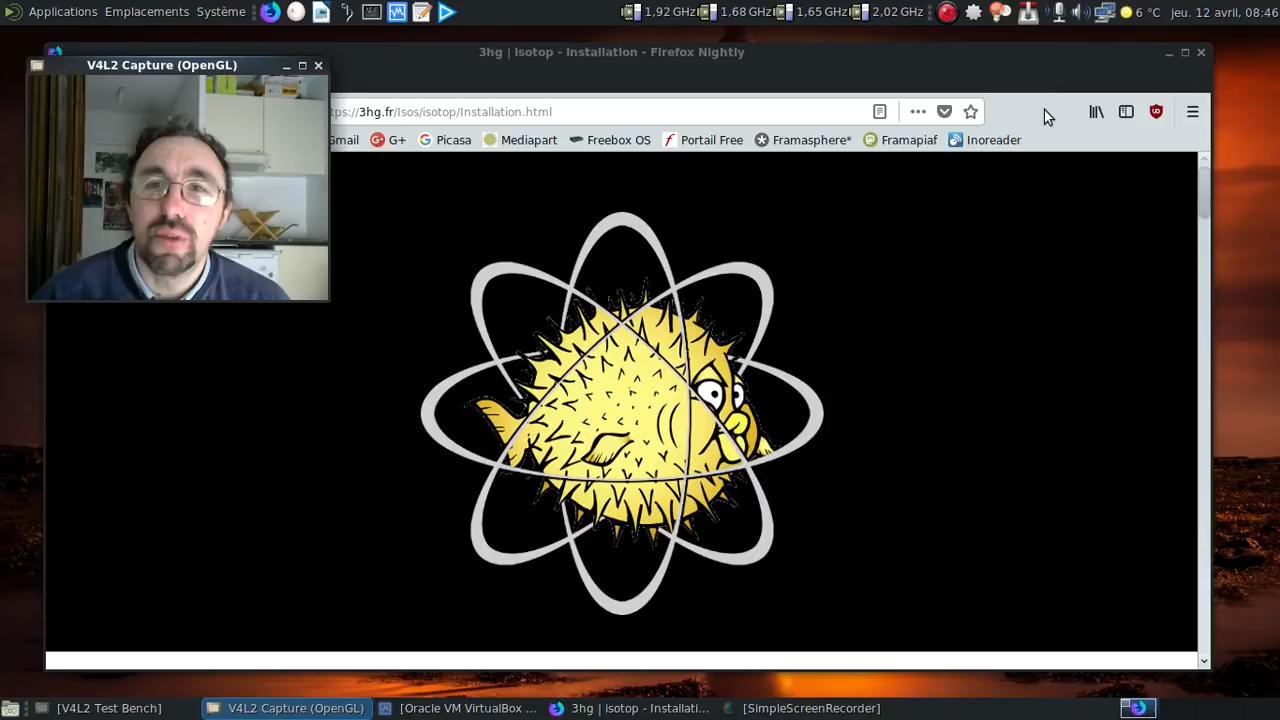 Applications Emplacements Système 1,92 GHz 1,68 GHz 1,65 GHz 2,02 GHz 6 °C jeu. 12 avril, 08:46
3hg | isotop - Installation - Firefox Nightly
V4L2 Capture (OpenGL)
tps://3hg.fr/Isos/isotop/Installation.html
Gmail G+ Picasa Mediapart Freebox OS Portail Free Framasphere* Framapiaf Inoreader
[V4L2 Test Bench] V4L2 Capture (OpenGL) [Oracle VM VirtualBox ... 3hg | isotop - Installati... [SimpleScreenRecorder]